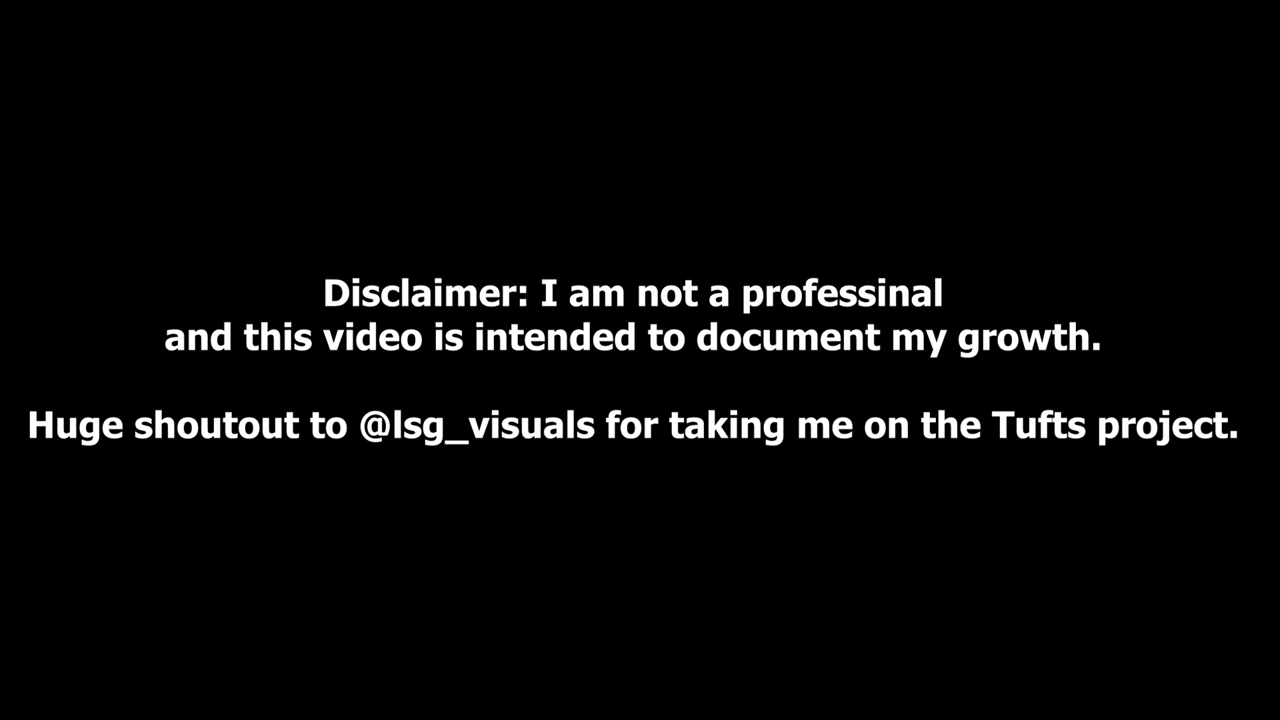 Disclaimer: I am not a professinal
and this video is intended to document my growth.
Huge shoutout to @lsg_visuals for taking me on the Tufts project.